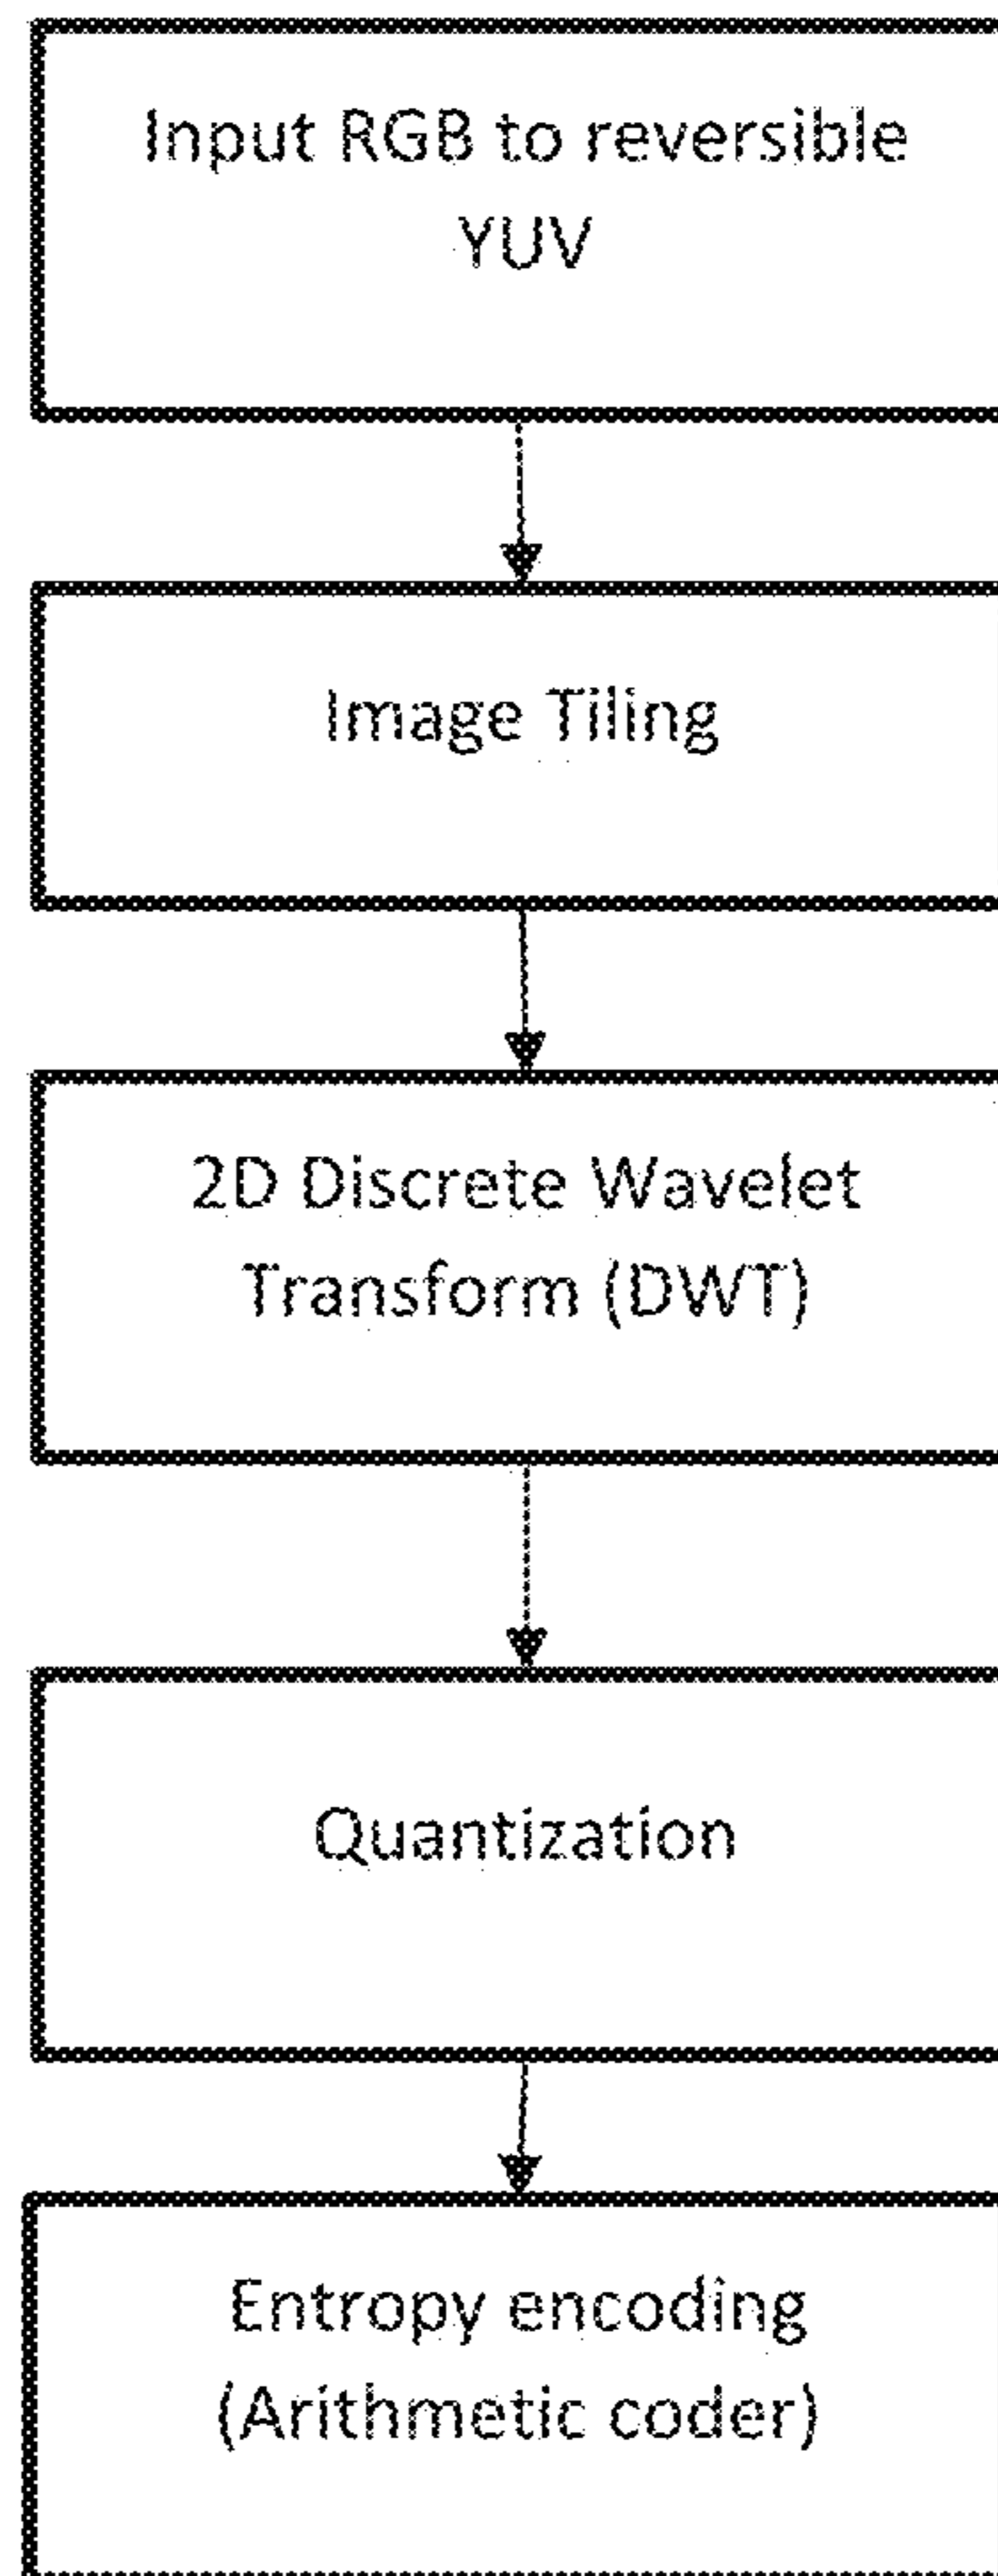 Input RGB to reversible
YUV
Image Tiling
2D Discrete Wavelet
Transform (DWT)
Quantization
Entropy encoding
(Arithmetic coder)